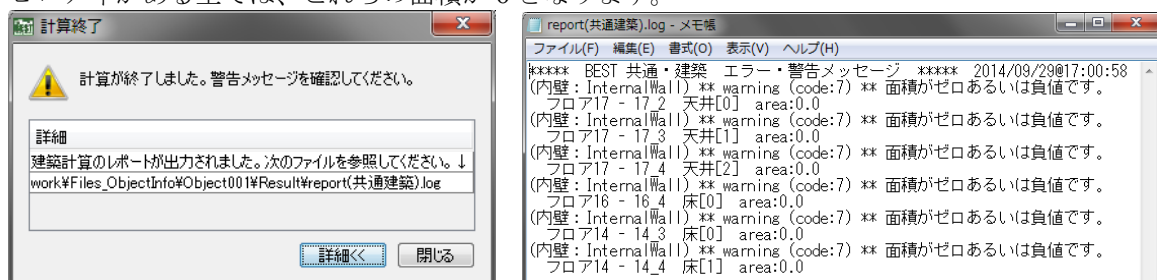 計算終了
計算が終了しました。警告メッセージを確認してください。
詳細
建築計算のレポートが出力されました。次のファイルを参照してください。↓
work¥Files_ObjectInfo¥Object001¥Result¥report(共通建築).log
詳細<<
閉じる
report(共通建築).log - メモ帳
ファイル(F) 編集(E) 書式(O) 表示(V) ヘルプ(H)
***** BEST 共通・建築 エラー・警告メッセージ ***** 2014/09/29@17:00:58
(内壁：InternalWall) ** warning (code:7) ** 面積がゼロあるいは負値です。
フロア17 - 17_2 天井[0] area:0.0
(内壁：InternalWall) ** warning (code:7) ** 面積がゼロあるいは負値です。
フロア17 - 17_3 天井[1] area:0.0
(内壁：InternalWall) ** warning (code:7) ** 面積がゼロあるいは負値です。
フロア17 - 17_4 天井[2] area:0.0
(内壁：InternalWall) ** warning (code:7) ** 面積がゼロあるいは負値です。
フロア16 - 16_4 床[0] area:0.0
(内壁：InternalWall) ** warning (code:7) ** 面積がゼロあるいは負値です。
フロア14 - 14_3 床[0] area:0.0
(内壁：InternalWall) ** warning (code:7) ** 面積がゼロあるいは負値です。
フロア14 - 14_4 床[1] area:0.0